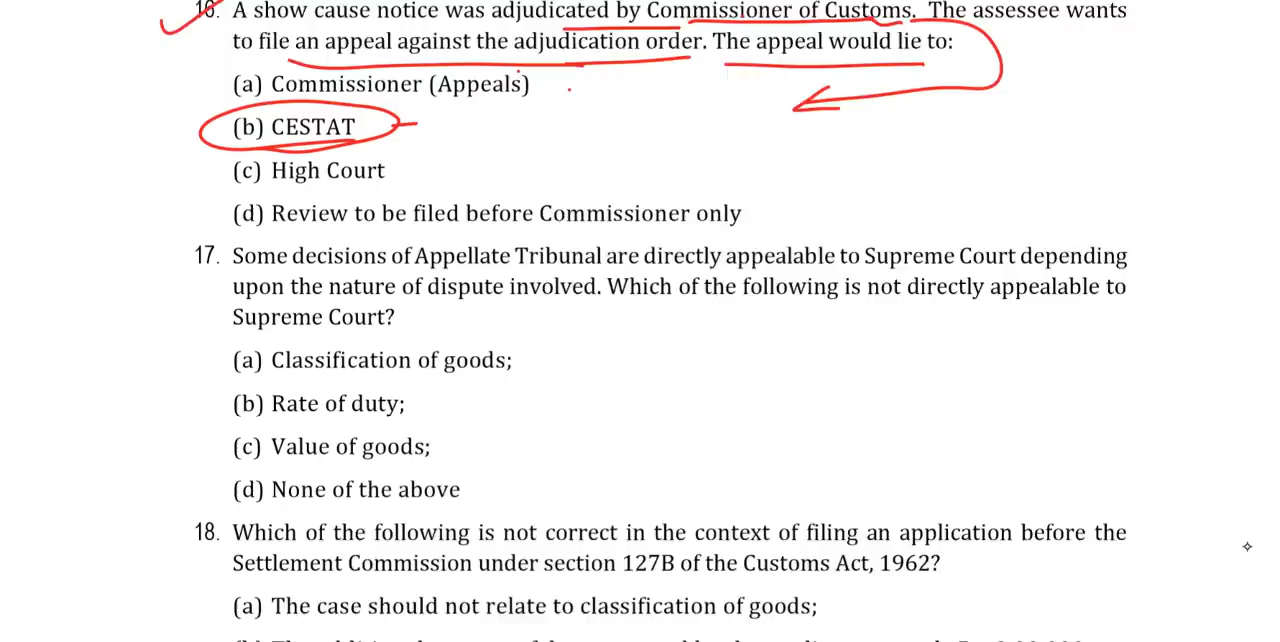 16. A show cause notice was adjudicated by Commissioner of Customs. The assessee wants
to file an appeal against the adjudication order. The appeal would lie to:
(a) Commissioner (Appeals)
(b) CESTAT
(c) High Court
(d) Review to be filed before Commissioner only
17. Some decisions of Appellate Tribunal are directly appealable to Supreme Court depending
upon the nature of dispute involved. Which of the following is not directly appealable to
Supreme Court?
(a) Classification of goods;
(b) Rate of duty;
(c) Value of goods;
(d) None of the above
18. Which of the following is not correct in the context of filing an application before the
Settlement Commission under section 127B of the Customs Act, 1962?
(a) The case should not relate to classification of goods;